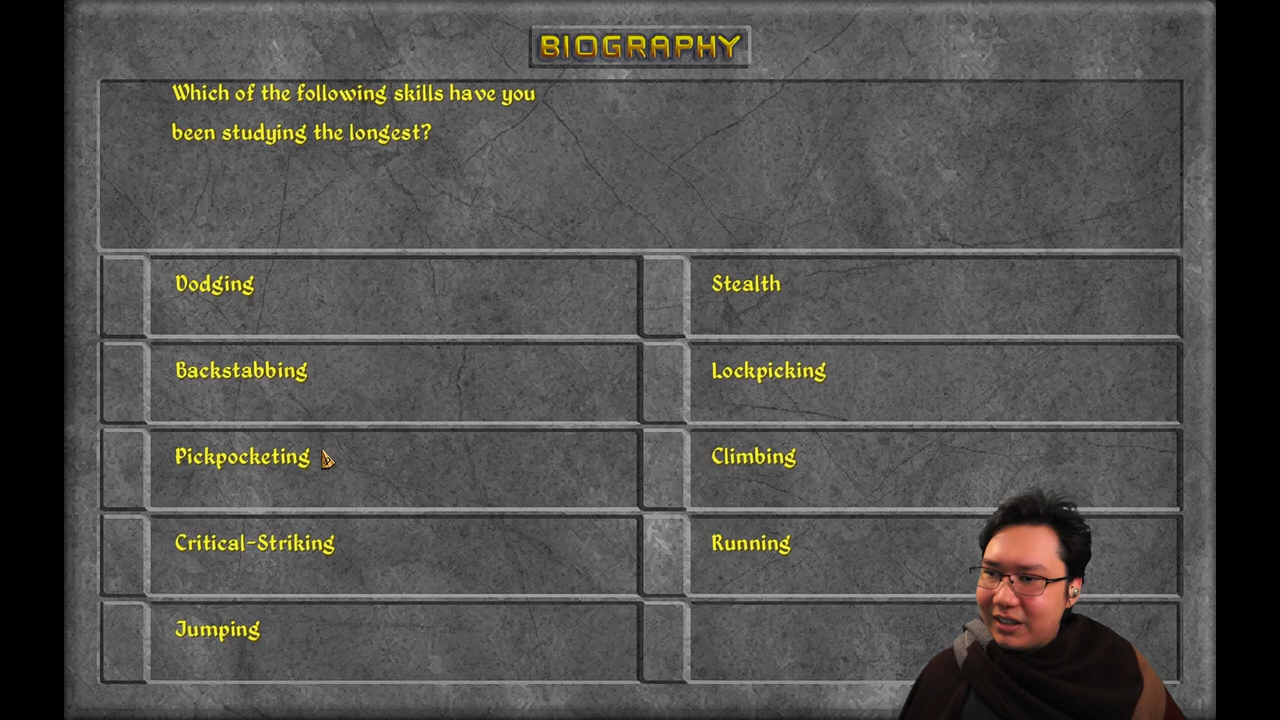 BIOGRAPHY
Which of the following skills have you
been studying the longest?
Dodging
Stealth
Backstabbing
Lockpicking
Pickpocketing
Climbing
Critical-Striking
Running
Jumping